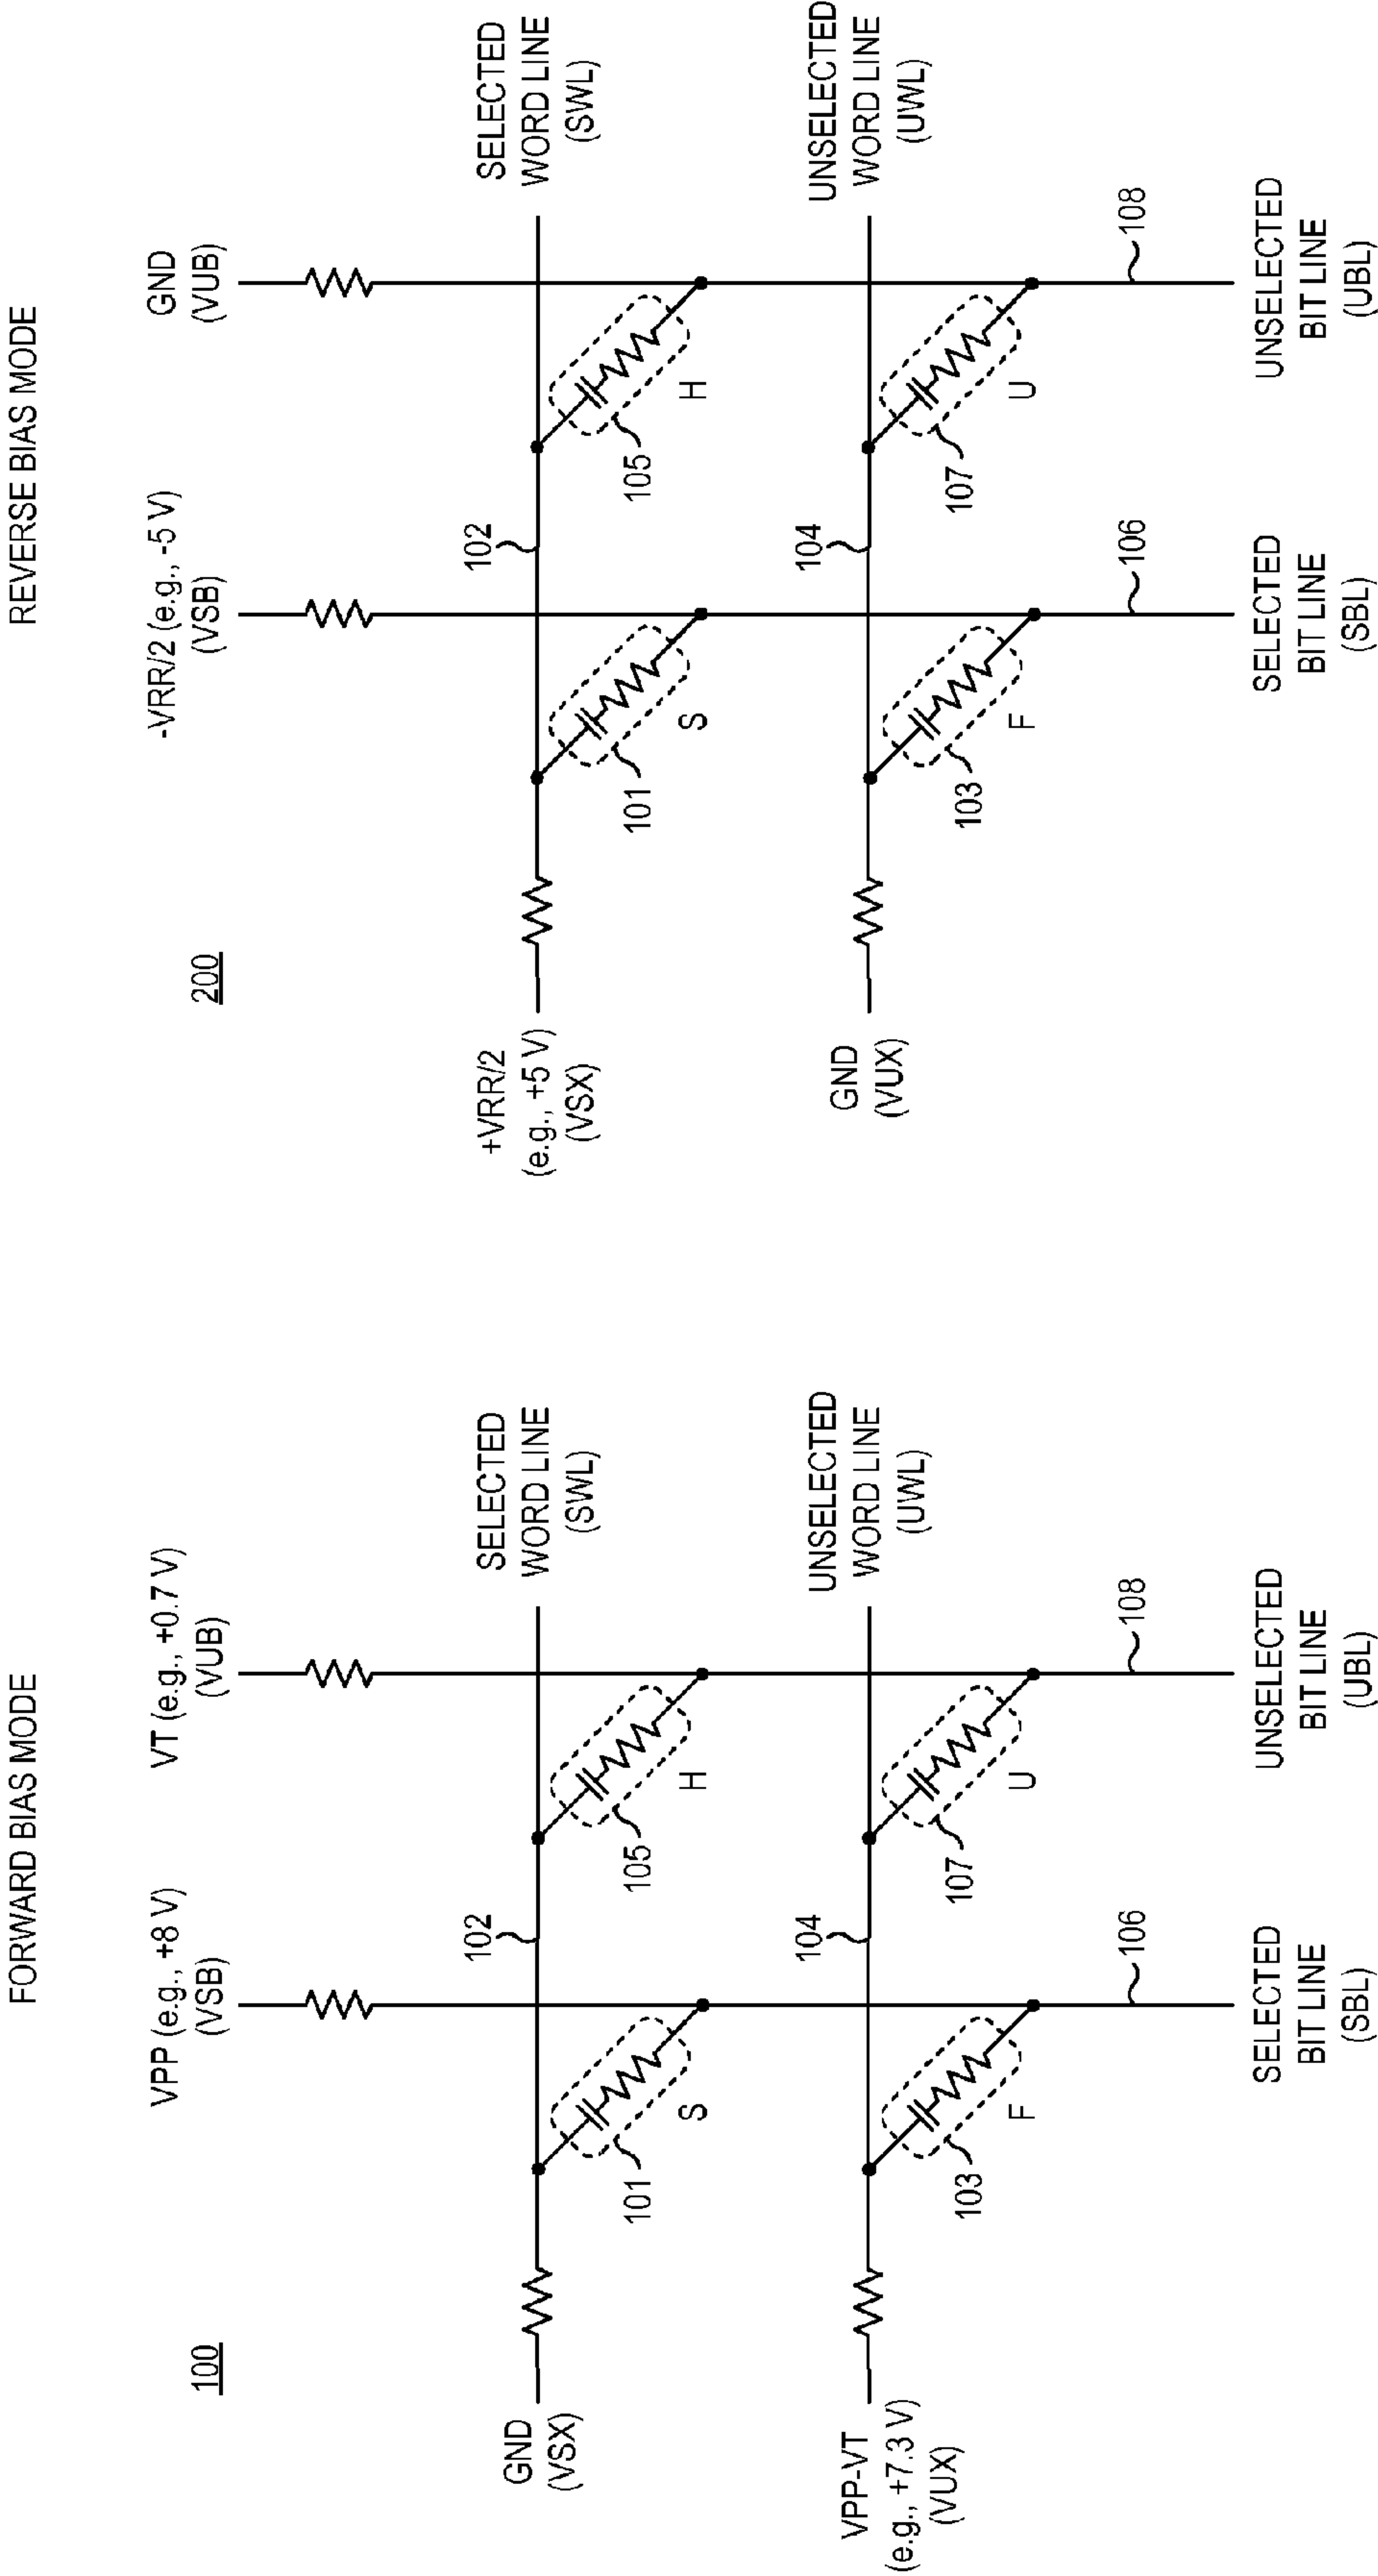 FORWARD BIAS MODE
100
VPP (e.g., +8 V)
(VSB)
VT (e.g., +0.7 V)
(VUB)
GND
(VSX)
102
SELECTED
WORD LINE
(SWL)
101
S
105
H
VPP-VT
(e.g., +7.3 V)
(VUX)
104
UNSELECTED
WORD LINE
(UWL)
103
F
107
U
106
108
SELECTED
BIT LINE
(SBL)
UNSELECTED
BIT LINE
(UBL)
REVERSE BIAS MODE
200
-VRR/2 (e.g., -5 V)
(VSB)
GND
(VUB)
+VRR/2
(e.g., +5 V)
(VSX)
102
SELECTED
WORD LINE
(SWL)
101
S
105
H
GND
(VUX)
104
UNSELECTED
WORD LINE
(UWL)
103
F
107
U
106
108
SELECTED
BIT LINE
(SBL)
UNSELECTED
BIT LINE
(UBL)